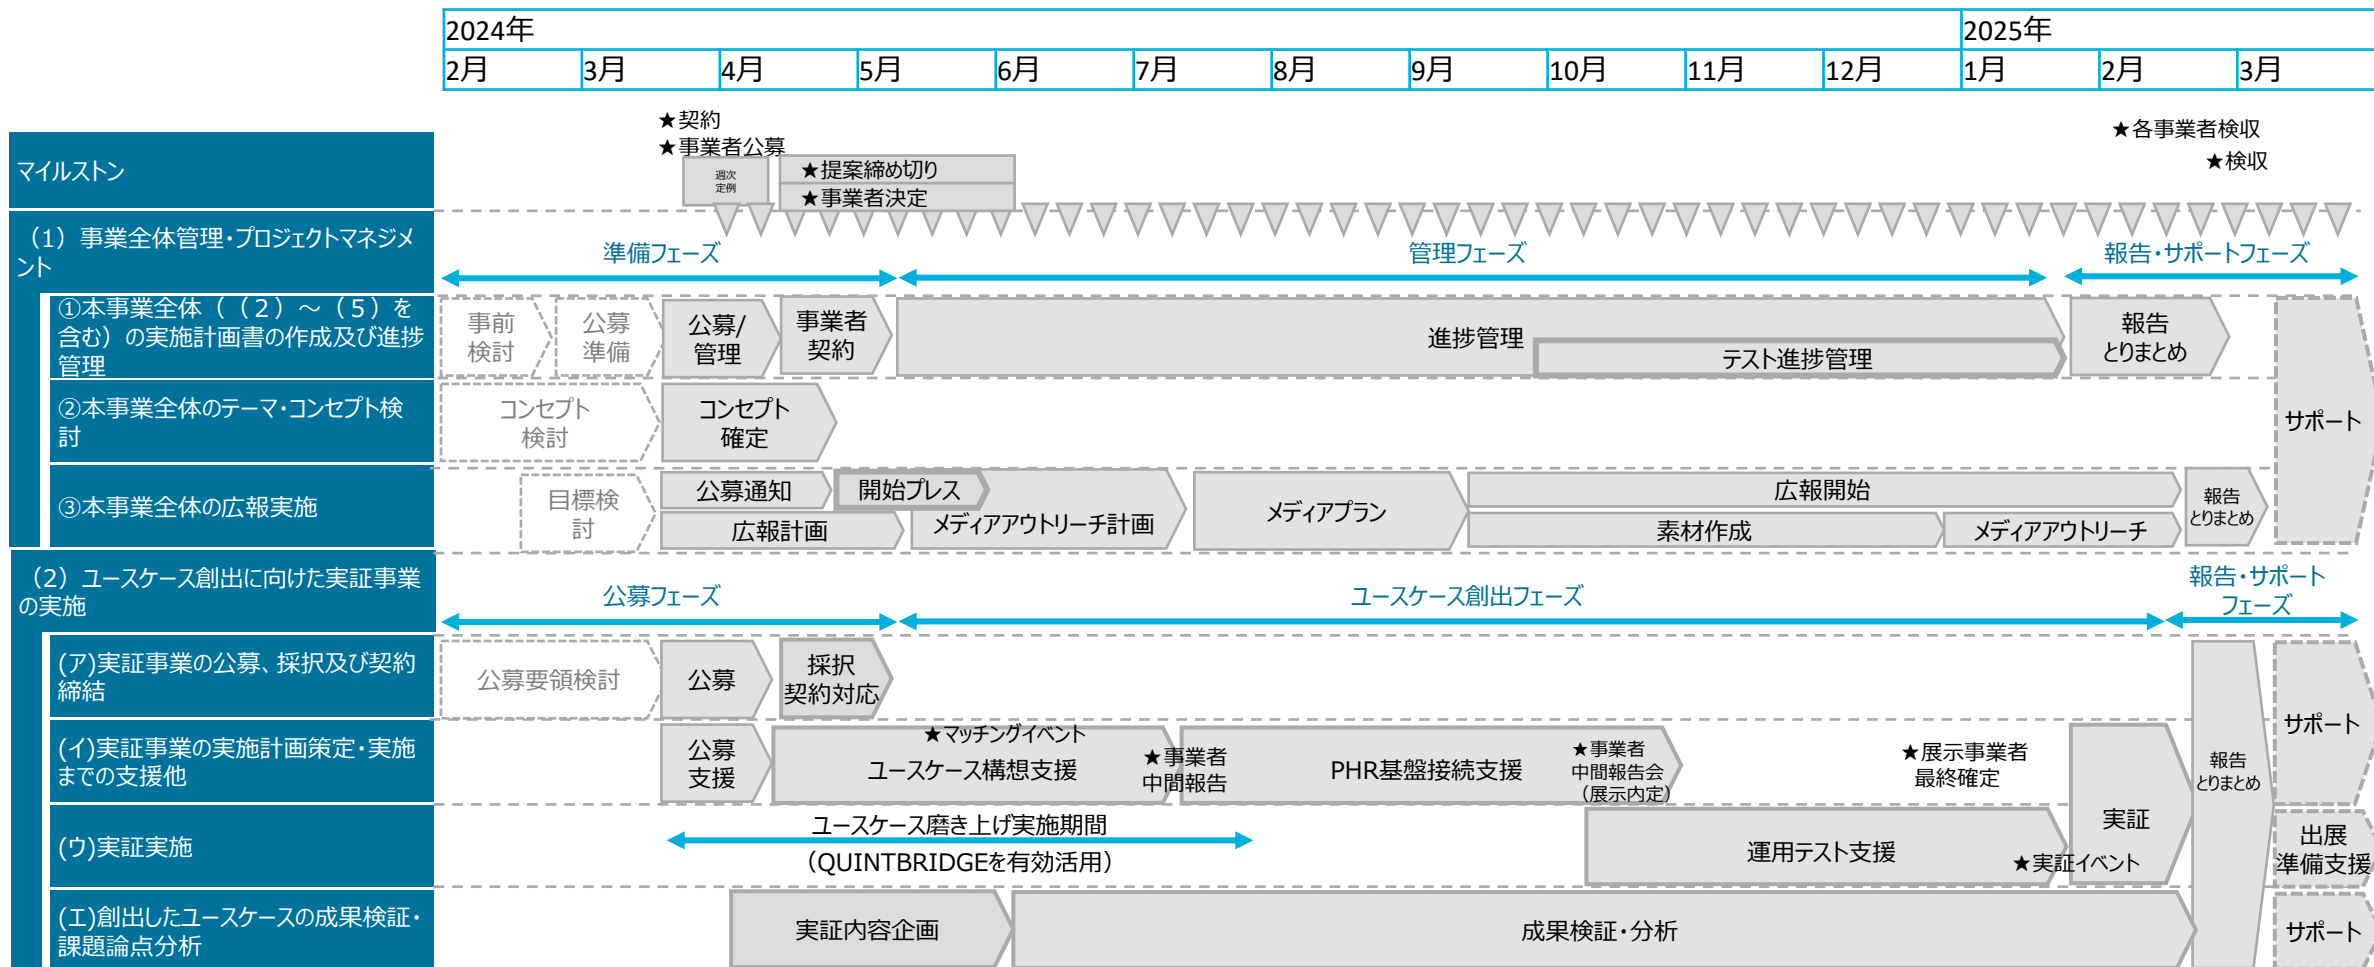 2024年
2025年
2月
3月
4月
5月
6月
7月
8月
9月
10月
11月
12月
1月
2月
3月
★契約
★事業者公募
★各事業者検収
★検収
マイルストン
週次
定例
★提案締め切り
★事業者決定
（1）事業全体管理・プロジェクトマネジメ
ント
準備フェーズ
管理フェーズ
報告・サポートフェーズ
①本事業全体（（２）～（５）を
含む）の実施計画書の作成及び進捗
管理
事前
検討
公募
準備
公募/
管理
事業者
契約
進捗管理
テスト進捗管理
報告
とりまとめ
サポート
②本事業全体のテーマ・コンセプト検
討
コンセプト
検討
コンセプト
確定
③本事業全体の広報実施
目標検
討
公募通知
広報計画
開始プレス
メディアアウトリーチ計画
メディアプラン
広報開始
素材作成
メディアアウトリーチ
報告
とりまとめ
（2）ユースケース創出に向けた実証事業
の実施
公募フェーズ
ユースケース創出フェーズ
報告・サポート
フェーズ
(ア)実証事業の公募、採択及び契約
締結
公募要領検討
公募
採択
契約対応
サポート
(イ)実証事業の実施計画策定・実施
までの支援他
公募
支援
★マッチングイベント
ユースケース構想支援
★事業者
中間報告
PHR基盤接続支援
★事業者
中間報告会
（展示内定）
★展示事業者
最終確定
実証
報告
とりまとめ
(ウ)実証実施
ユースケース磨き上げ実施期間
（QUINTBRIDGEを有効活用）
運用テスト支援
★実証イベント
出展
準備支援
(エ)創出したユースケースの成果検証・
課題論点分析
実証内容企画
成果検証・分析
サポート